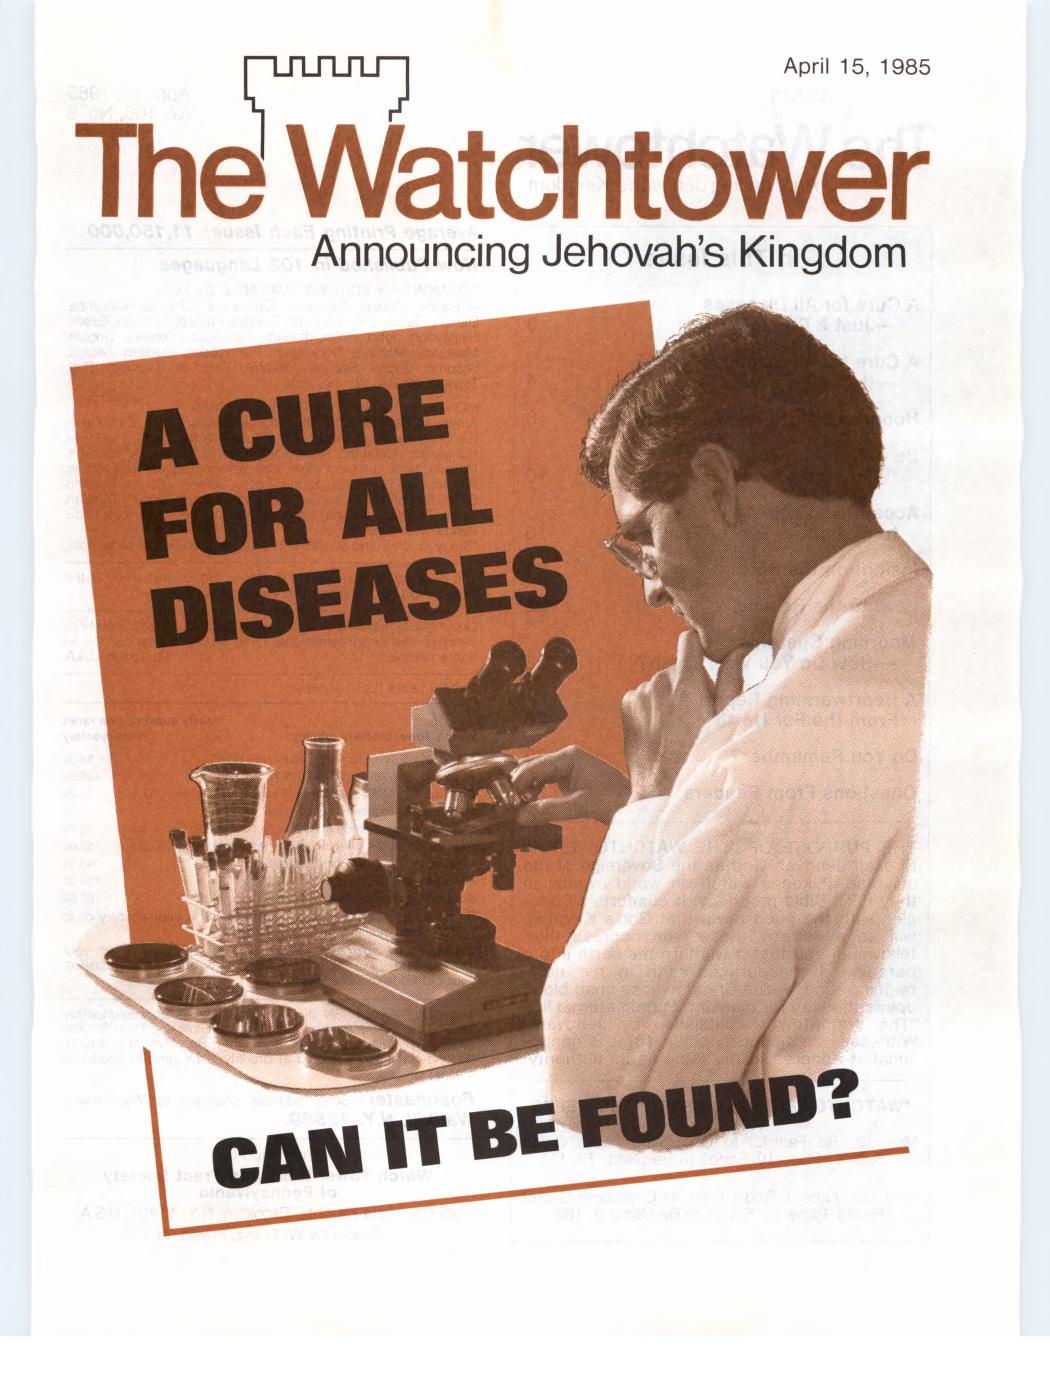 April 15, 1985
The Watchtower
Announcing Jehovah's Kingdom
A CURE
FOR ALL
DISEASES
CAN IT BE FOUND?